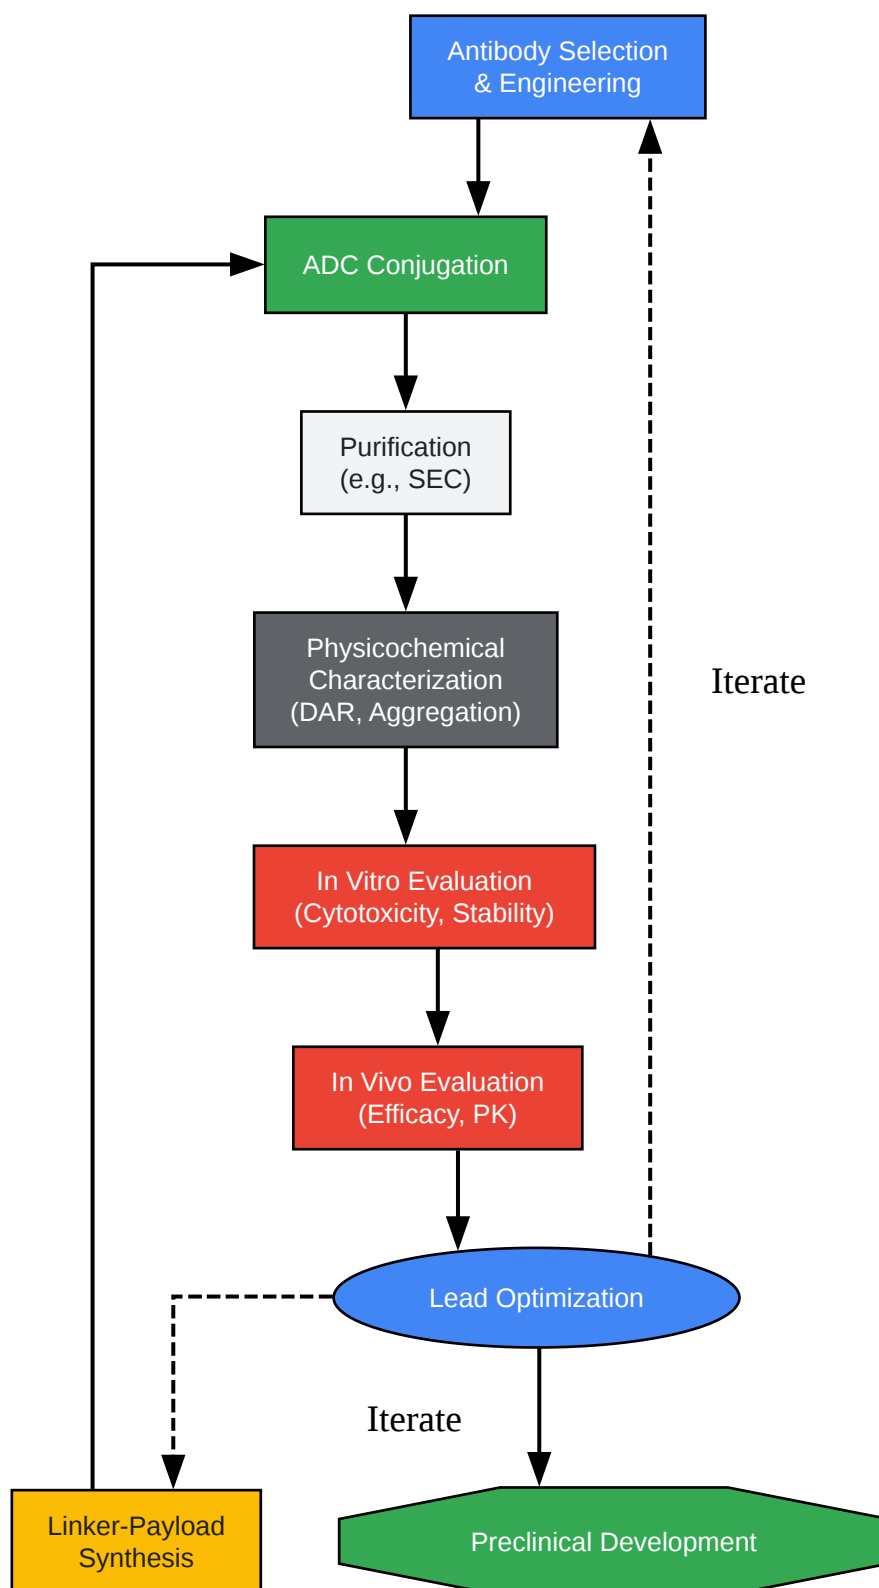 Antibody Selection
& Engineering
ADC Conjugation
Purification
(e.g., SEC)
Physicochemical
Characterization
(DAR, Aggregation)
Iterate
In Vitro Evaluation
(Cytotoxicity, Stability)
In Vivo Evaluation
(Efficacy, PK)
Lead Optimization
Iterate
Linker-Payload
Synthesis
Preclinical Development